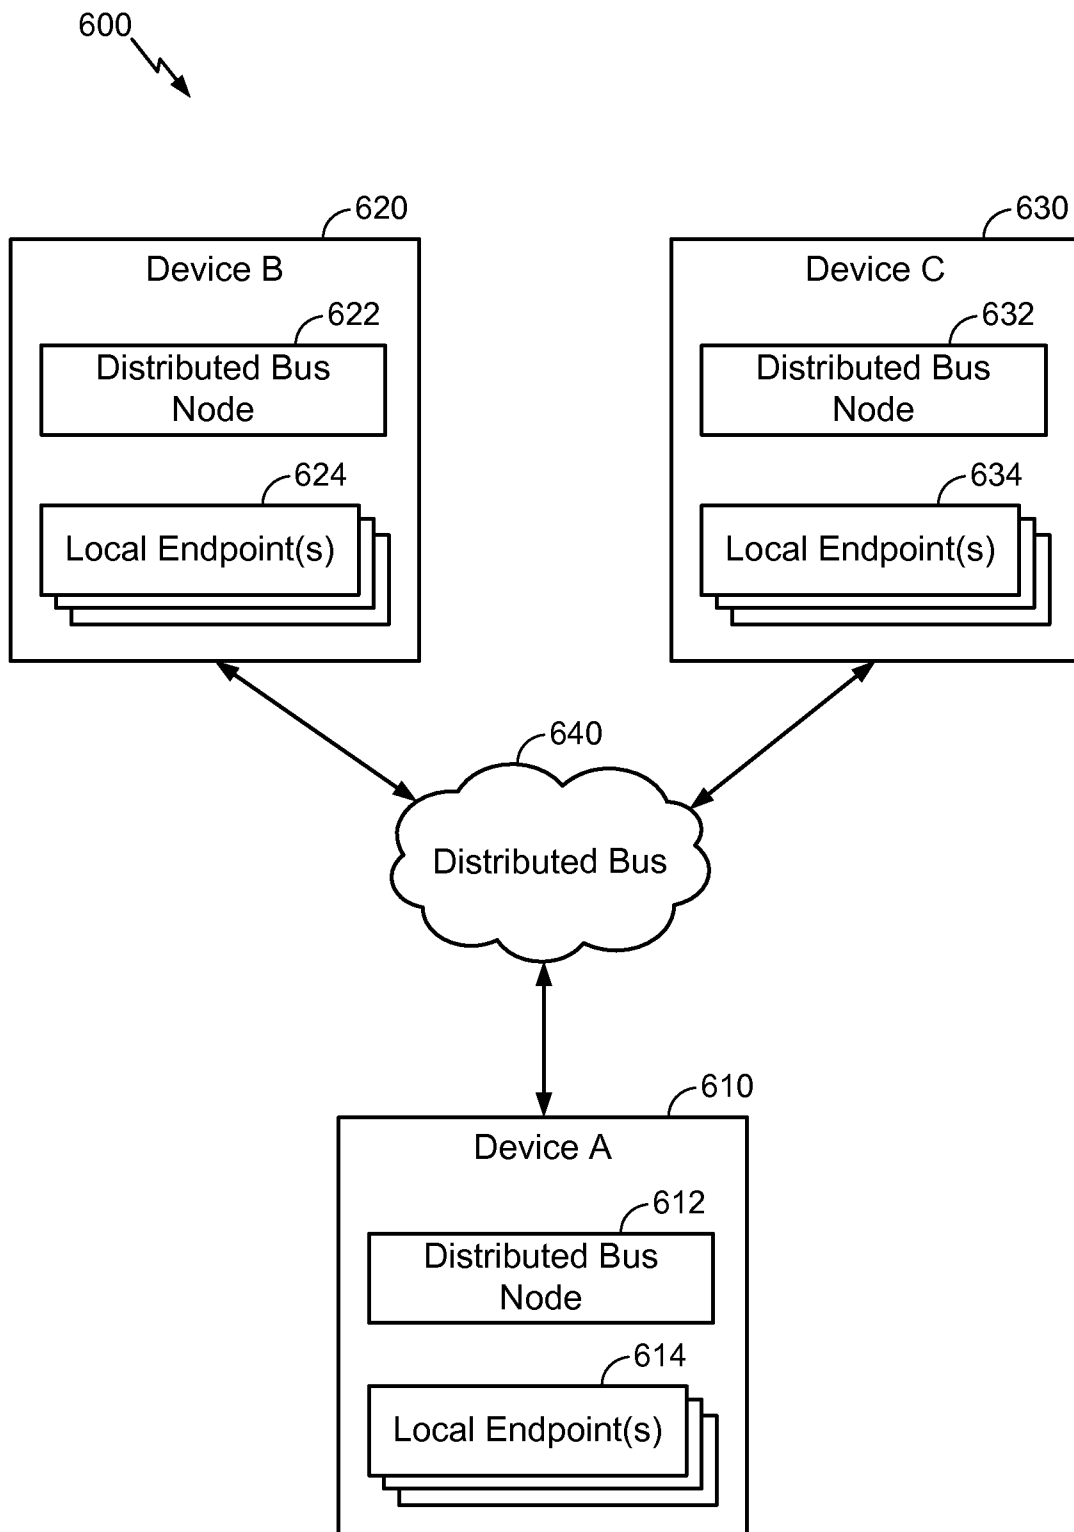 600
620
630
Device B
Device C
622
632
Distributed Bus
Node
Distributed Bus
Node
624
634
Local Endpoint(s)
Local Endpoint(s)
640
Distributed Bus
610
Device A
612
Distributed Bus
Node
614
Local Endpoint(s)